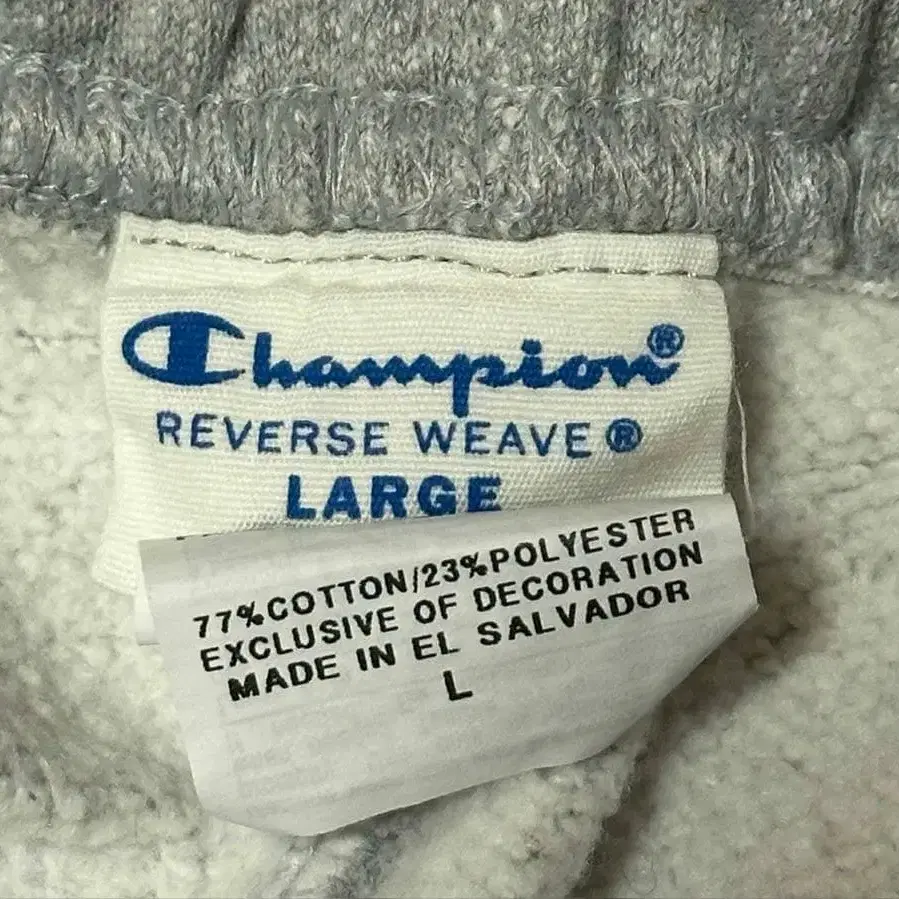 Champion®
REVERSE WEAVE®
LARGE
77%COTTON/23%POLYESTER
EXCLUSIVE OF DECORATION
MADE IN EL SALVADOR
L